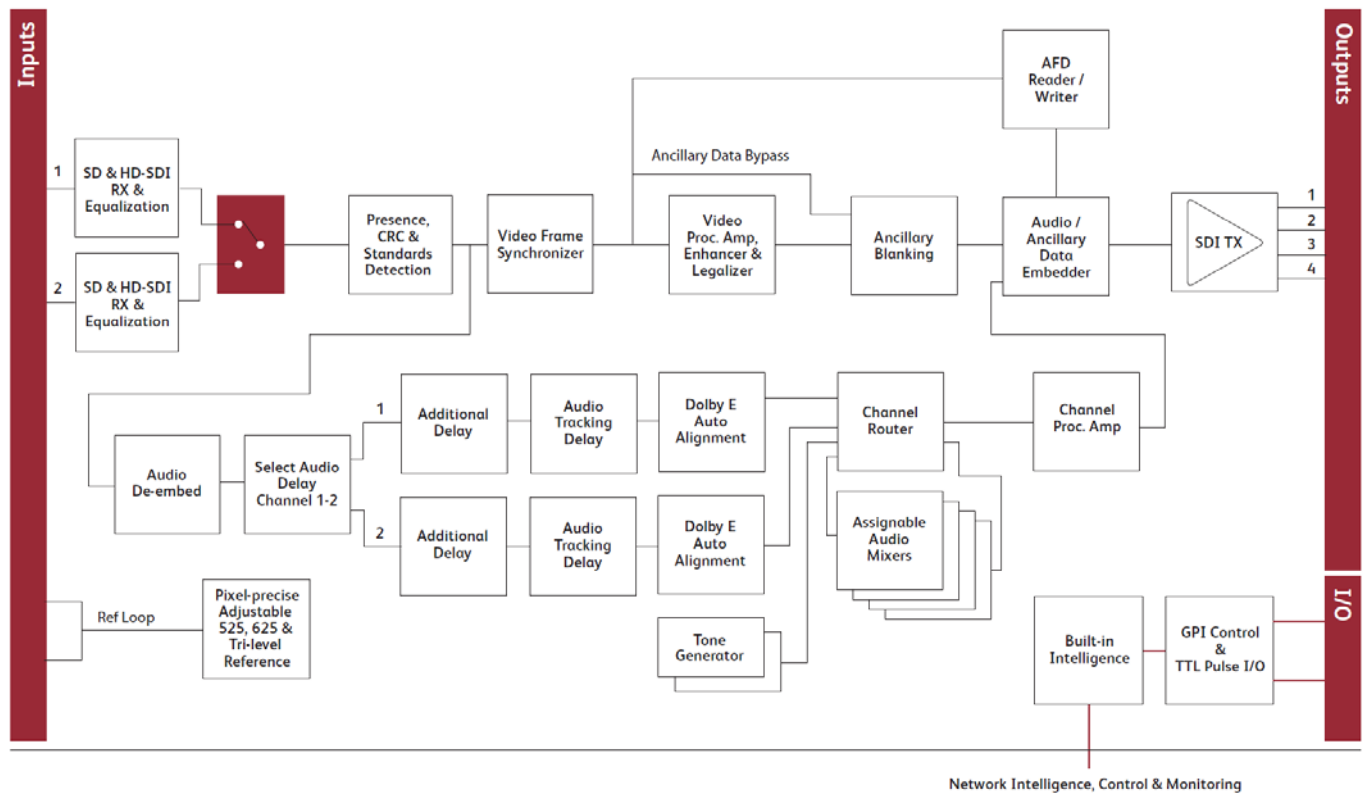 Inputs
Outputs
AFD
Reader /
Writer
Ancillary Data Bypass
1
SD & HD-SDI
RX &
Equalization
Presence,
CRC &
Standards
Detection
Video Frame
Synchronizer
Video
Proc. Amp,
Enhancer &
Legalizer
Ancillary
Blanking
Audio /
Ancillary
Data
Embedder
SDI TX
1
2
3
4
2
SD & HD-SDI
RX &
Equalization
Audio
De-embed
Select Audio
Delay
Channel 1-2
1
Additional
Delay
Audio
Tracking
Delay
Dolby E
Auto
Alignment
Channel
Router
Channel
Proc. Amp
2
Additional
Delay
Audio
Tracking
Delay
Dolby E
Auto
Alignment
Assignable
Audio
Mixers
Ref Loop
Pixel-precise
Adjustable
525, 625 &
Tri-level
Reference
Tone
Generator
Built-in
Intelligence
GPI Control
&
TTL Pulse I/O
I/O
Network Intelligence, Control & Monitoring